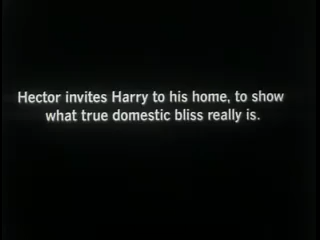 Hector invites Harry to his home, to show
what true domestic bliss really is.